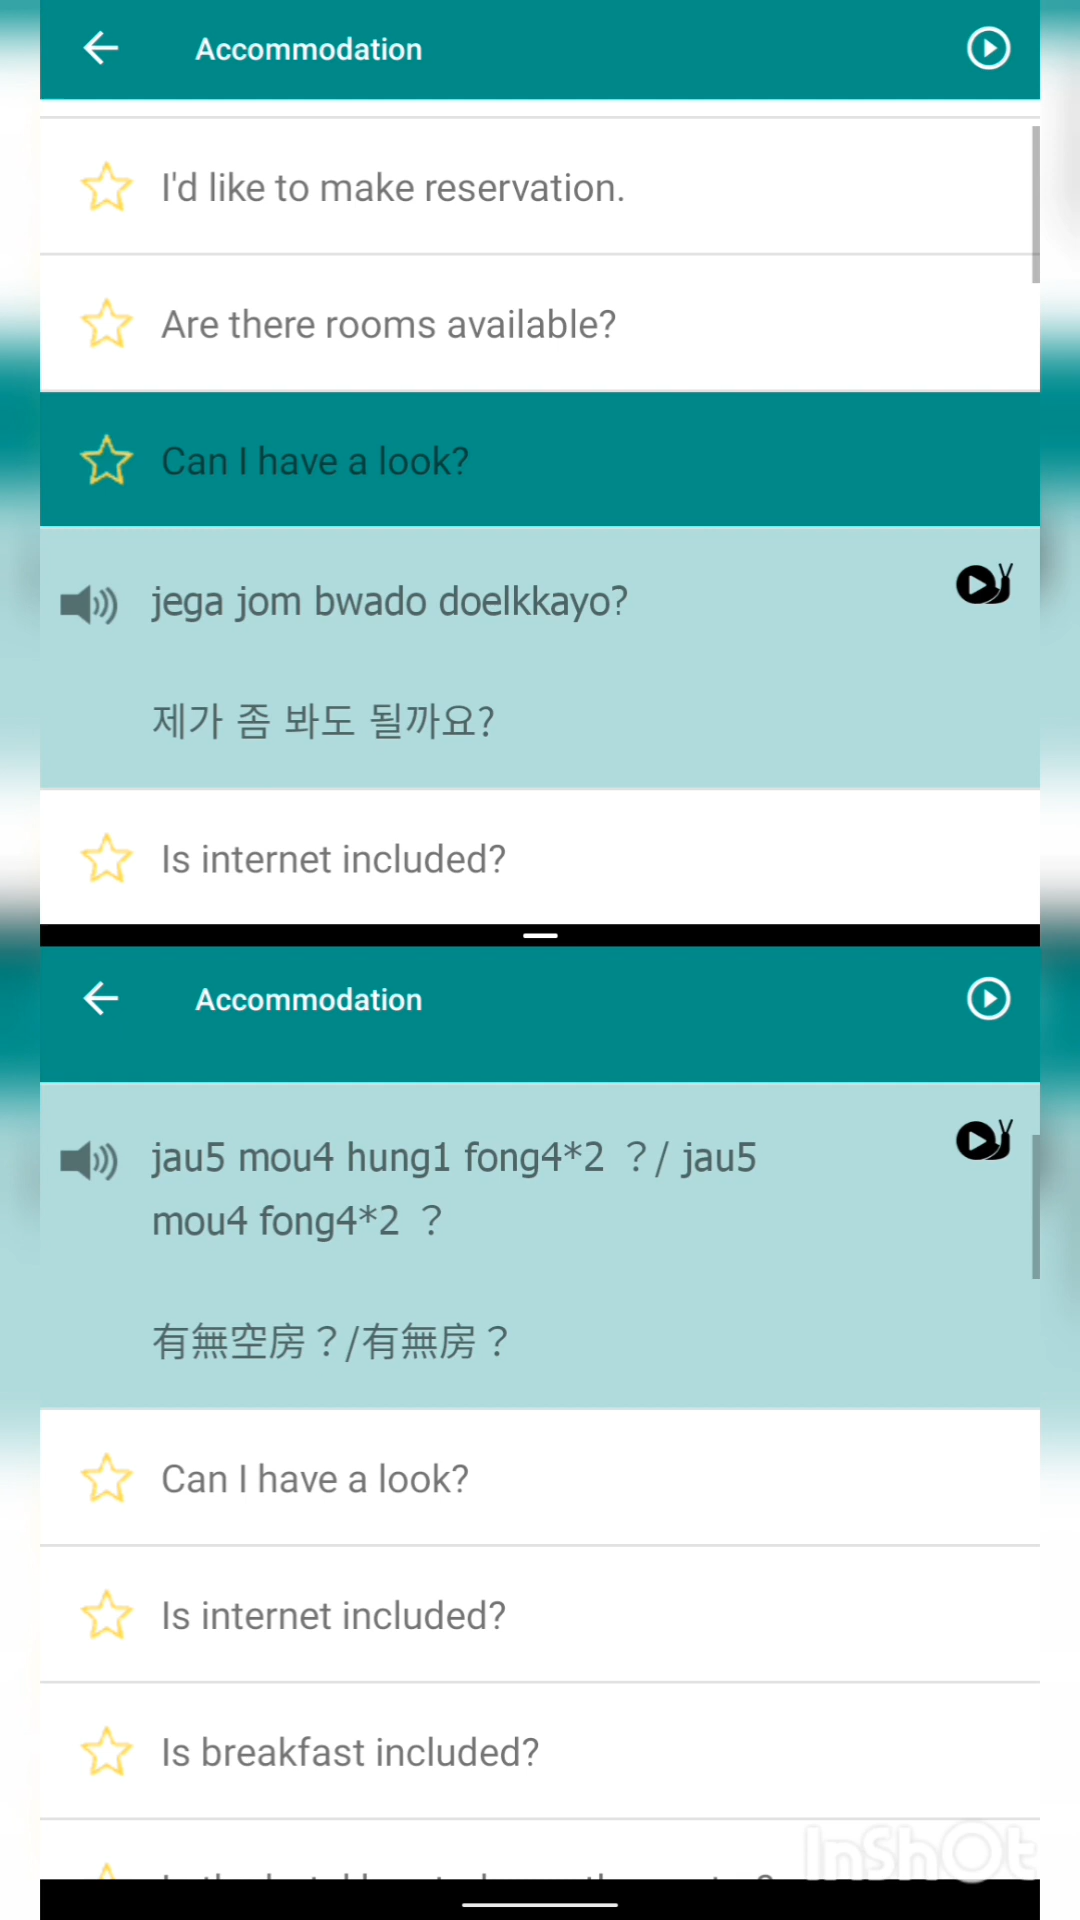 Accommodation
I'd like to make reservation.
Are there rooms available?
Can I have a look?
jega jom bwado doelkkayo?
제가 좀 봐도 될까요?
Is internet included?
Accommodation
jau5 mou4 hung1 fong4*2 ？/ jau5
mou4 fong4*2 ？
有無空房？/有無房？
Can I have a look?
Is internet included?
Is breakfast included?
InShOt